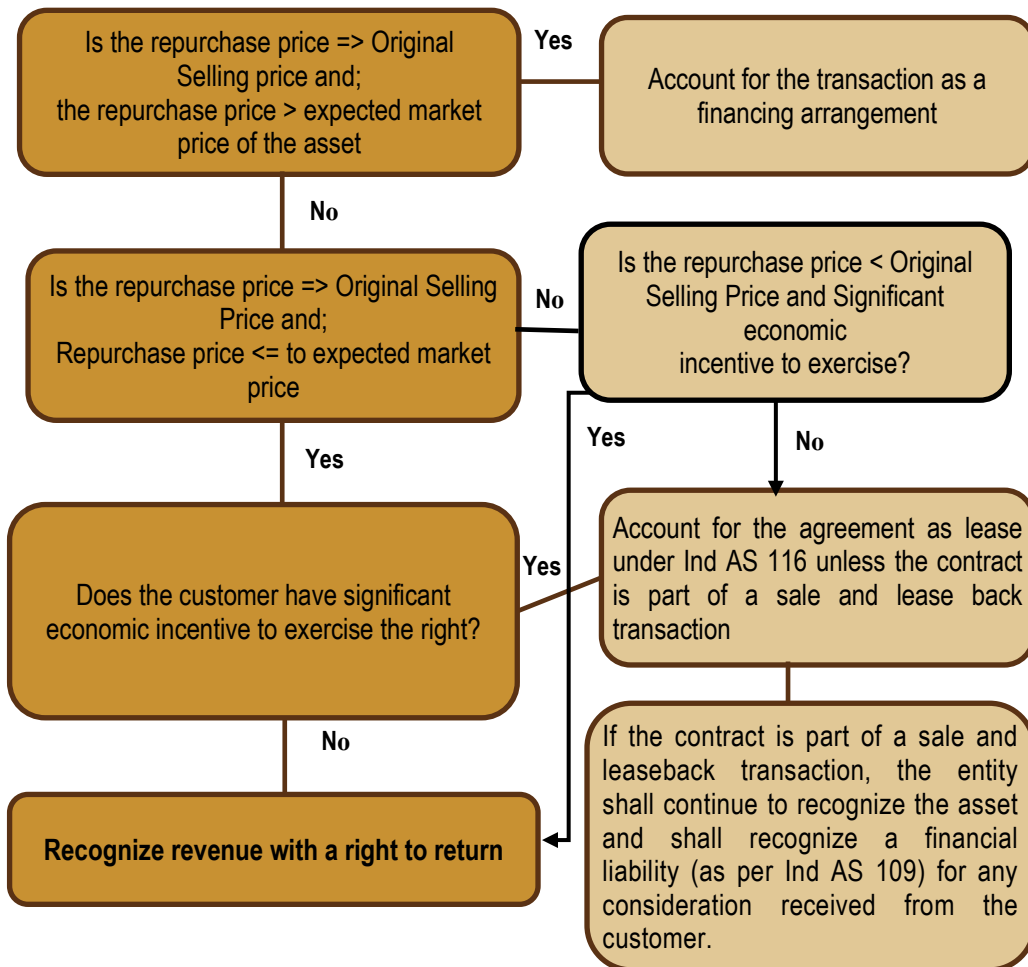 Is the repurchase price => Original
Selling price and;
the repurchase price > expected market
price of the asset
Yes
Account for the transaction as a
financing arrangement
No
Is the repurchase price => Original Selling
Price and;
Repurchase price <= to expected market
price
No
Is the repurchase price < Original
Selling Price and Significant
economic
incentive to exercise?
Yes
Yes
No
Does the customer have significant
economic incentive to exercise the right?
Yes
Account for the agreement as lease
under Ind AS 116 unless the contract
is part of a sale and lease back
transaction
No
Recognize revenue with a right to return
If the contract is part of a sale and
leaseback transaction, the entity
shall continue to recognize the asset
and shall recognize a financial
liability (as per Ind AS 109) for any
consideration received from the
customer.